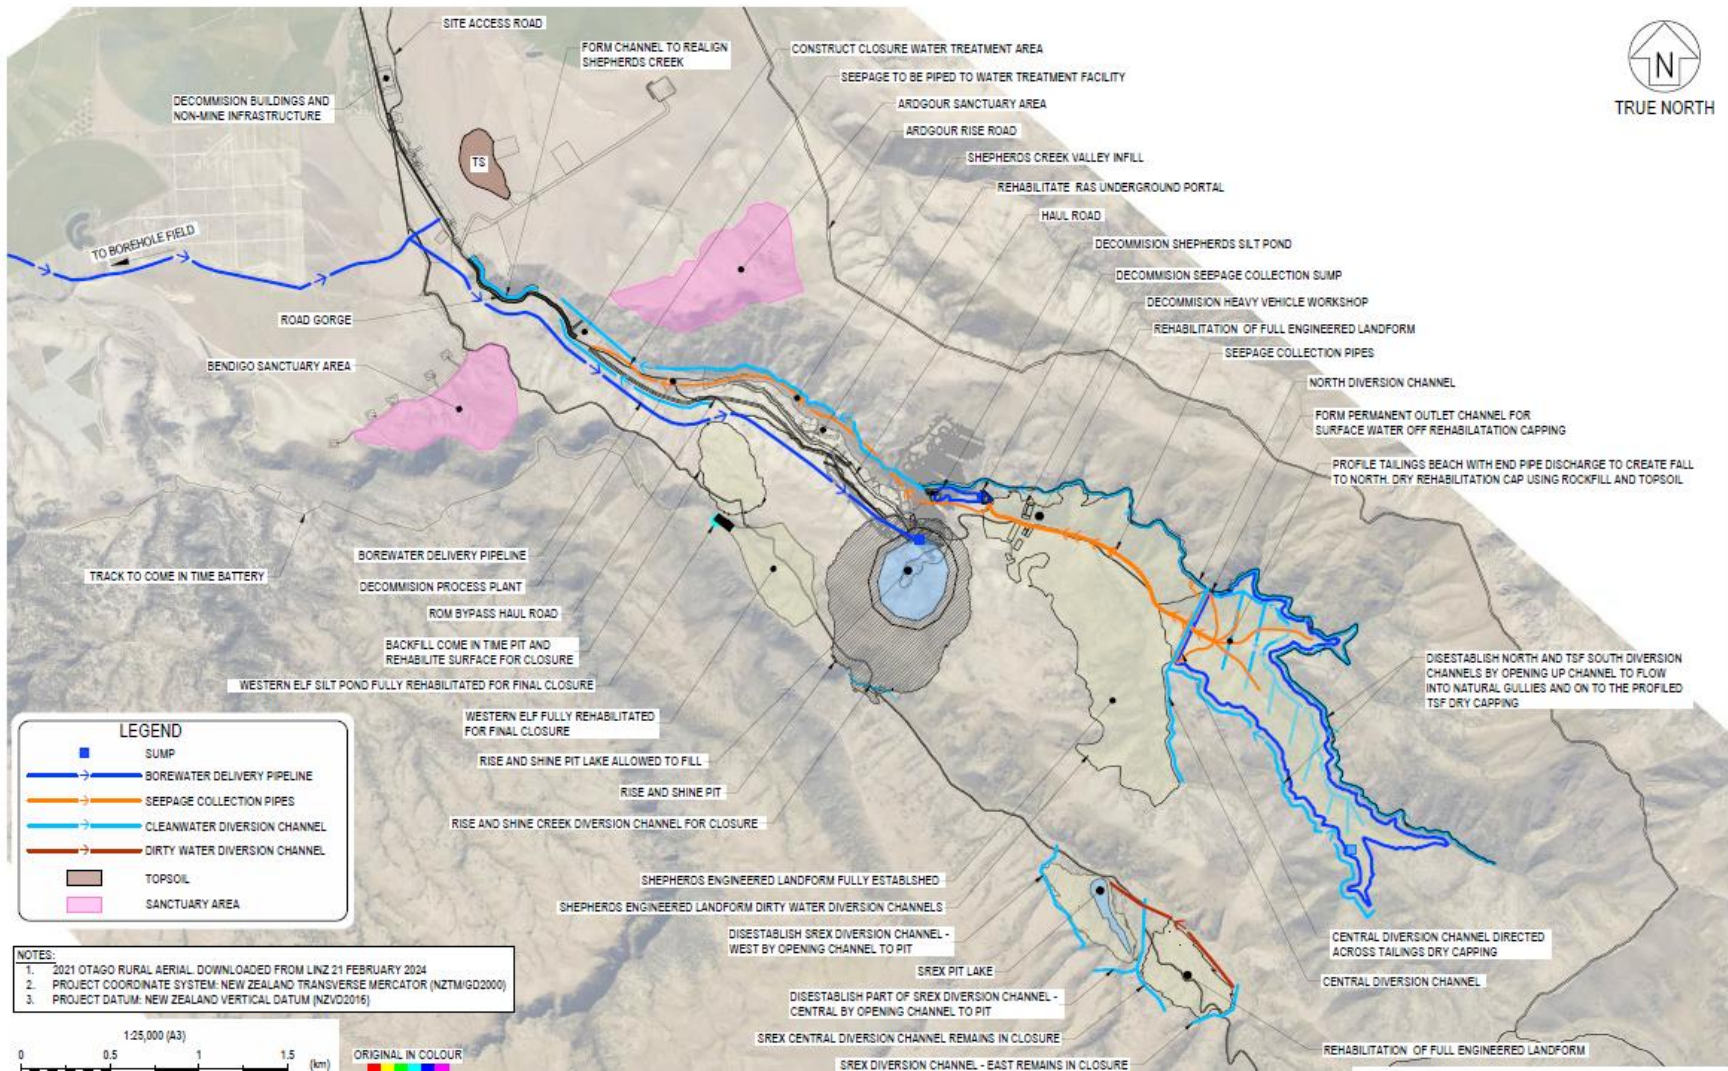 SITE ACCESS ROAD
FORM CHANNEL TO REALIGN
SHEPHERDS CREEK
CONSTRUCT CLOSURE WATER TREATMENT AREA
SEEPAGE TO BE PIPED TO WATER TREATMENT FACILITY
ARDGOUR SANCTUARY AREA
ARDGOUR RISE ROAD
SHEPHERDS CREEK VALLEY INFILL
REHABILITATE RAS UNDERGROUND PORTAL
HAUL ROAD
DECOMMISION SHEPHERDS SILT POND
DECOMMISION SEEPAGE COLLECTION SUMP
DECOMMISION HEAVY VEHICLE WORKSHOP
REHABILITATION OF FULL ENGINEERED LANDFORM
SEEPAGE COLLECTION PIPES
NORTH DIVERSION CHANNEL
FORM PERMANENT OUTLET CHANNEL FOR
SURFACE WATER OFF REHABILATATION CAPPING
PROFILE TAILINGS BEACH WITH END PIPE DISCHARGE TO CREATE FALL
TO NORTH. DRY REHABILITATION CAP USING ROCKFILL AND TOPSOIL
N
TRUE NORTH
DECOMMISION BUILDINGS AND
NON-MINE INFRASTRUCTURE
TS
TO BOREHOLE FIELD
ROAD GORGE
BENDIGO SANCTUARY AREA
TRACK TO COME IN TIME BATTERY
BOREWATER DELIVERY PIPELINE
DECOMMISION PROCESS PLANT
ROM BYPASS HAUL ROAD
BACKFILL COME IN TIME PIT AND
REHABILITE SURFACE FOR CLOSURE
WESTERN ELF SILT POND FULLY REHABILITATED FOR FINAL CLOSURE
WESTERN ELF FULLY REHABILITATED
FOR FINAL CLOSURE
RISE AND SHINE PIT LAKE ALLOWED TO FILL
RISE AND SHINE PIT
RISE AND SHINE CREEK DIVERSION CHANNEL FOR CLOSURE
SHEPHERDS ENGINEERED LANDFORM FULLY ESTABLSHED
SHEPHERDS ENGINEERED LANDFORM DIRTY WATER DIVERSION CHANNELS
DISESTABLISH SREX DIVERSION CHANNEL -
WEST BY OPENING CHANNEL TO PIT
SREX PIT LAKE
DISESTABLISH PART OF SREX DIVERSION CHANNEL -
CENTRAL BY OPENING CHANNEL TO PIT
SREX CENTRAL DIVERSION CHANNEL REMAINS IN CLOSURE
SREX DIVERSION CHANNEL - EAST REMAINS IN CLOSURE
DISESTABLISH NORTH AND TSF SOUTH DIVERSION
CHANNELS BY OPENING UP CHANNEL TO FLOW
INTO NATURAL GULLIES AND ON TO THE PROFILED
TSF DRY CAPPING
CENTRAL DIVERSION CHANNEL DIRECTED
ACROSS TAILINGS DRY CAPPING
CENTRAL DIVERSION CHANNEL
REHABILITATION OF FULL ENGINEERED LANDFORM
LEGEND
SUMP
BOREWATER DELIVERY PIPELINE
SEEPAGE COLLECTION PIPES
CLEANWATER DIVERSION CHANNEL
DIRTY WATER DIVERSION CHANNEL
TOPSOIL
SANCTUARY AREA
NOTES:
1. 2021 OTAGO RURAL AERIAL. DOWNLOADED FROM LINZ 21 FEBRUARY 2024
2. PROJECT COORDINATE SYSTEM: NEW ZEALAND TRANSVERSE MERCATOR (NZTM/GD2000)
3. PROJECT DATUM: NEW ZEALAND VERTICAL DATUM (NZVD2016)
1:25,000 (A3)
0 0.5 1 1.5 (km)
ORIGINAL IN COLOUR